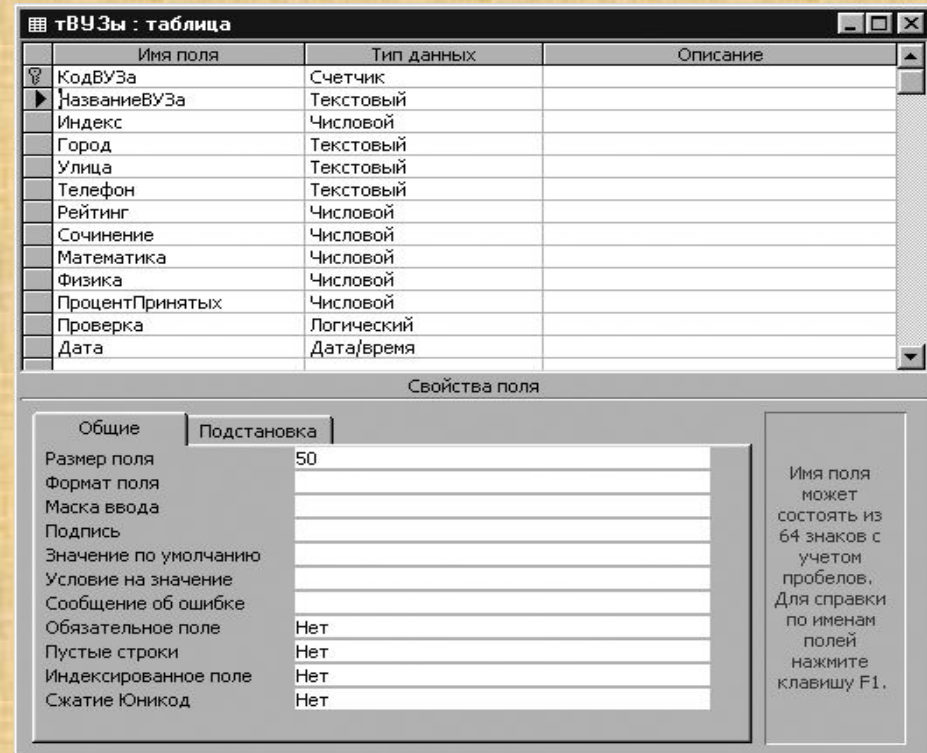 тВУЗы : таблица
Имя поля Тип данных Описание
КодВУЗа Счетчик
НазваниеВУЗа Текстовый
Индекс Числовой
Город Текстовый
Улица Текстовый
Телефон Текстовый
Рейтинг Числовой
Сочинение Числовой
Математика Числовой
Физика Числовой
ПроцентПринятых Числовой
Проверка Логический
Дата Дата/время
Свойства поля
Общие Подстановка
Размер поля 50
Формат поля
Маска ввода
Подпись
Значение по умолчанию
Условие на значение
Сообщение об ошибке
Обязательное поле Нет
Пустые строки Нет
Индексированное поле Нет
Сжатие Юникод Нет
Имя поля
может
состоять из
64 знаков с
учетом
пробелов.
Для справки
по именам
полей
нажмите
клавишу F1.